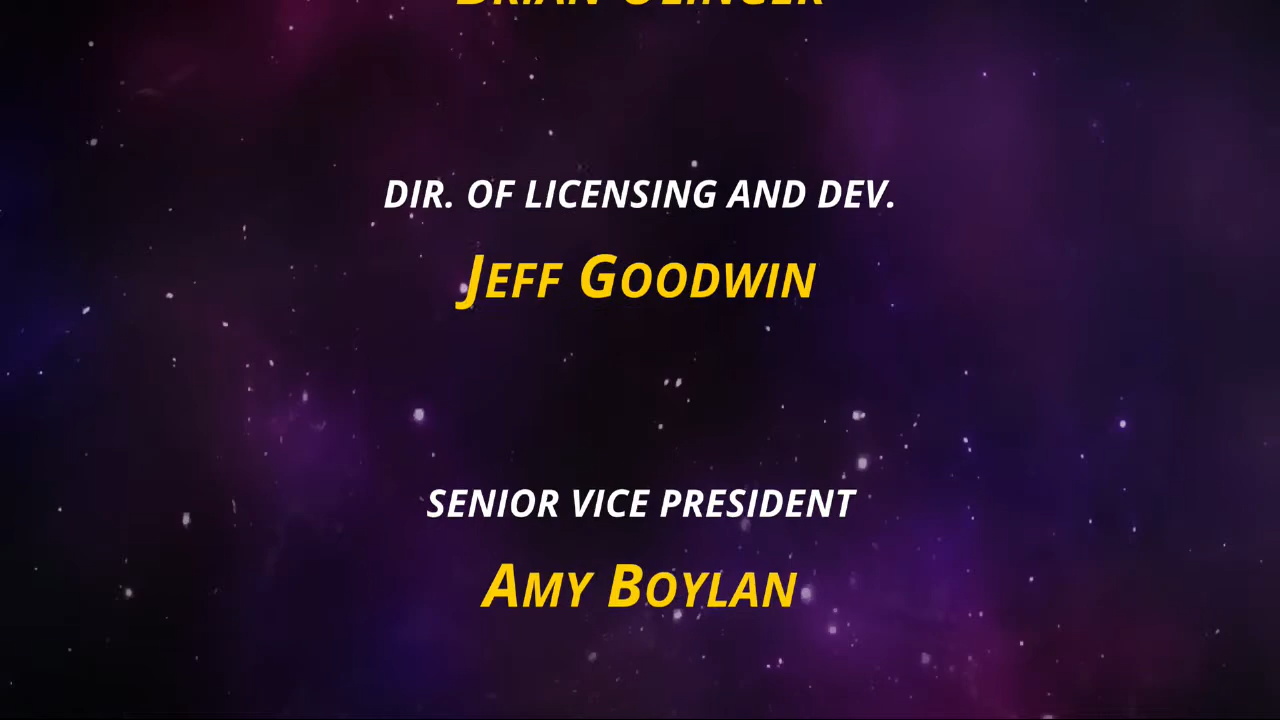 DIR. OF LICENSING AND DEV.
JEFF GOODWIN
SENIOR VICE PRESIDENT
AMY BOYLAN